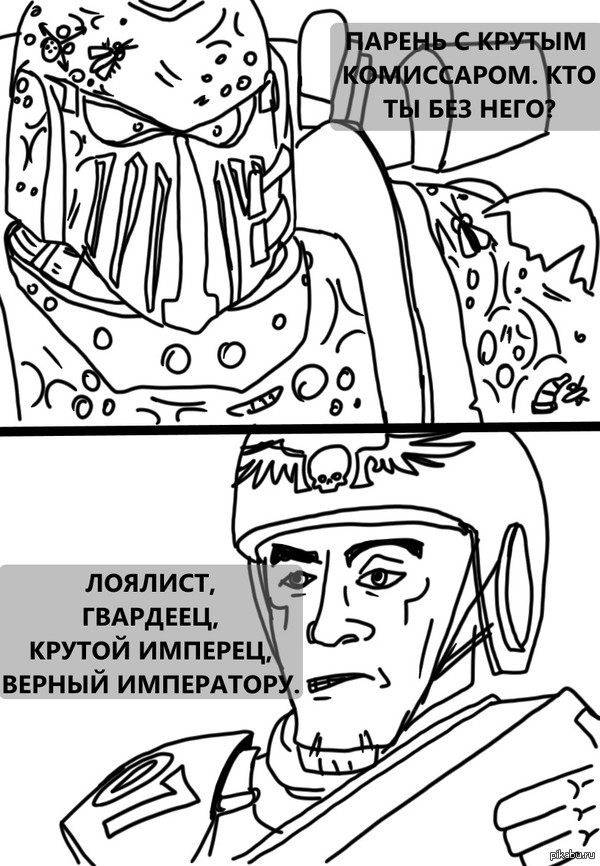 ПАРЕНЬ С КРУТЫМ
КОМИССАРОМ. КТО
ТЫ БЕЗ НЕГО?
ЛОЯЛИСТ,
ГВАРДЕЕЦ,
КРУТОЙ ИМПЕРЕЦ,
ВЕРНЫЙ ИМПЕРАТОРУ.
pikabu.ru